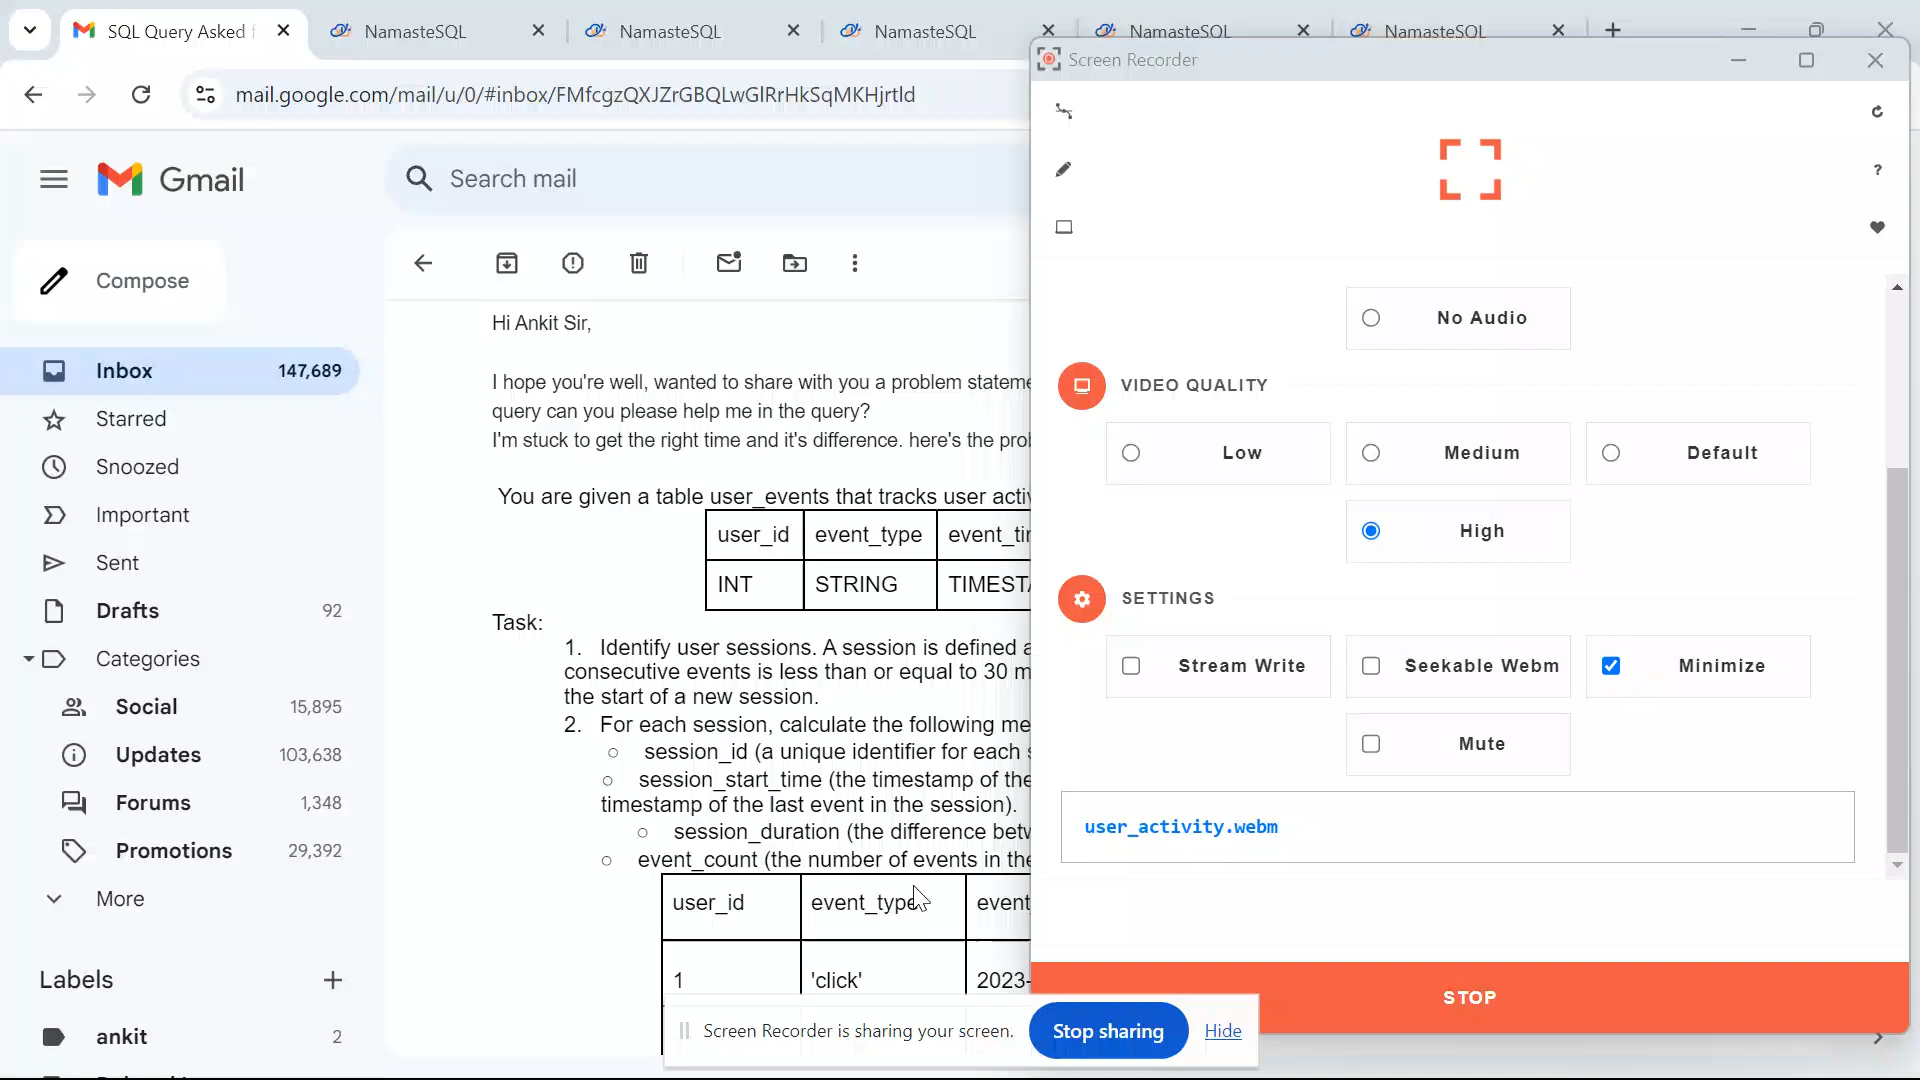 SQL Query Asked f
NamasteSQL
NamasteSQL
NamasteSQL
NamasteSQL
NamasteSQL
mail.google.com/mail/u/0/#inbox/FMfcgzQXJZrGBQLwGlRrHkSqMKHjrtld
Gmail
Search mail
Compose
Inbox 147,689
Starred
Snoozed
Important
Sent
Drafts 92
Categories
Social 15,895
Updates 103,638
Forums 1,348
Promotions 29,392
More
Labels
ankit 2
Hi Ankit Sir,
I hope you're well, wanted to share with you a problem stateme
query can you please help me in the query?
I'm stuck to get the right time and it's difference. here's the prob
You are given a table user_events that tracks user activ
user_id event_type event_tim
INT STRING TIMESTA
Task:
1. Identify user sessions. A session is defined a
consecutive events is less than or equal to 30 m
the start of a new session.
2. For each session, calculate the following me
○ session_id (a unique identifier for each s
○ session_start_time (the timestamp of the
timestamp of the last event in the session).
○ session_duration (the difference betw
○ event_count (the number of events in the
user_id event_type event
1 'click' 2023-
Screen Recorder
No Audio
VIDEO QUALITY
Low Medium Default
High
SETTINGS
Stream Write Seekable Webm Minimize
Mute
user_activity.webm
STOP
Screen Recorder is sharing your screen. Stop sharing Hide